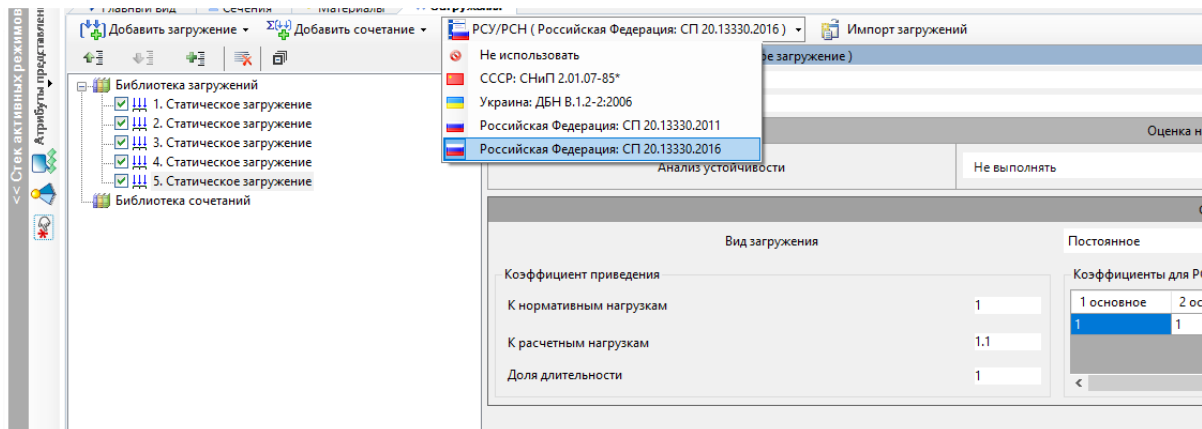 Главный вид Сечения Материалы
Добавить загружение Добавить сочетание РСУ/РСН ( Российская Федерация: СП 20.13330.2016 ) Импорт загружений
Не использовать
ое загружение )
СССР: СНиП 2.01.07-85*
Украина: ДБН В.1.2-2:2006
Российская Федерация: СП 20.13330.2011
Российская Федерация: СП 20.13330.2016
Библиотека загружений
1. Статическое загружение
2. Статическое загружение
3. Статическое загружение
4. Статическое загружение
5. Статическое загружение
Библиотека сочетаний
<< Стек активных режимов
Атрибуты представлен
Оценка н
Анализ устойчивости Не выполнять
Вид загружения Постоянное
Коэффициент приведения Коэффициенты для Р
К нормативным нагрузкам 1
1 основное 2 ос
1 1
К расчетным нагрузкам 1.1
Доля длительности 1